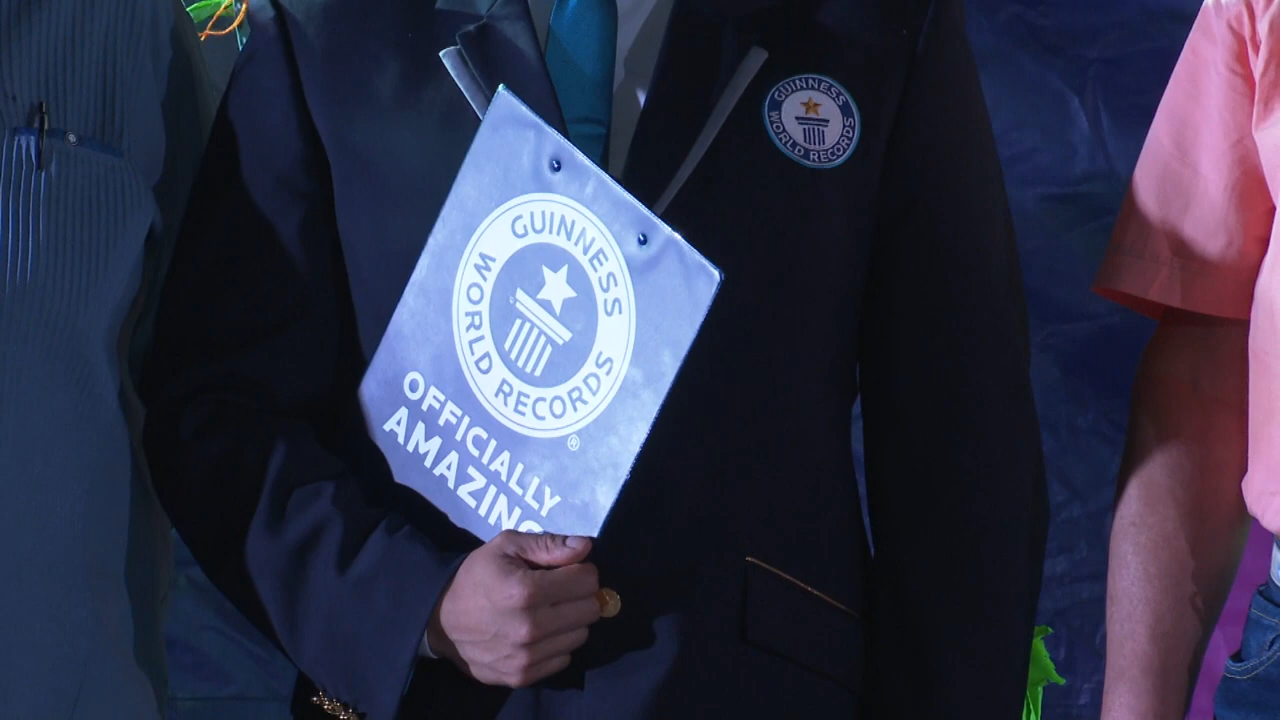 GUINNESS
WORLD RECORDS
GUINNESS
WORLD RECORDS
®
OFFICIALLY
AMAZING